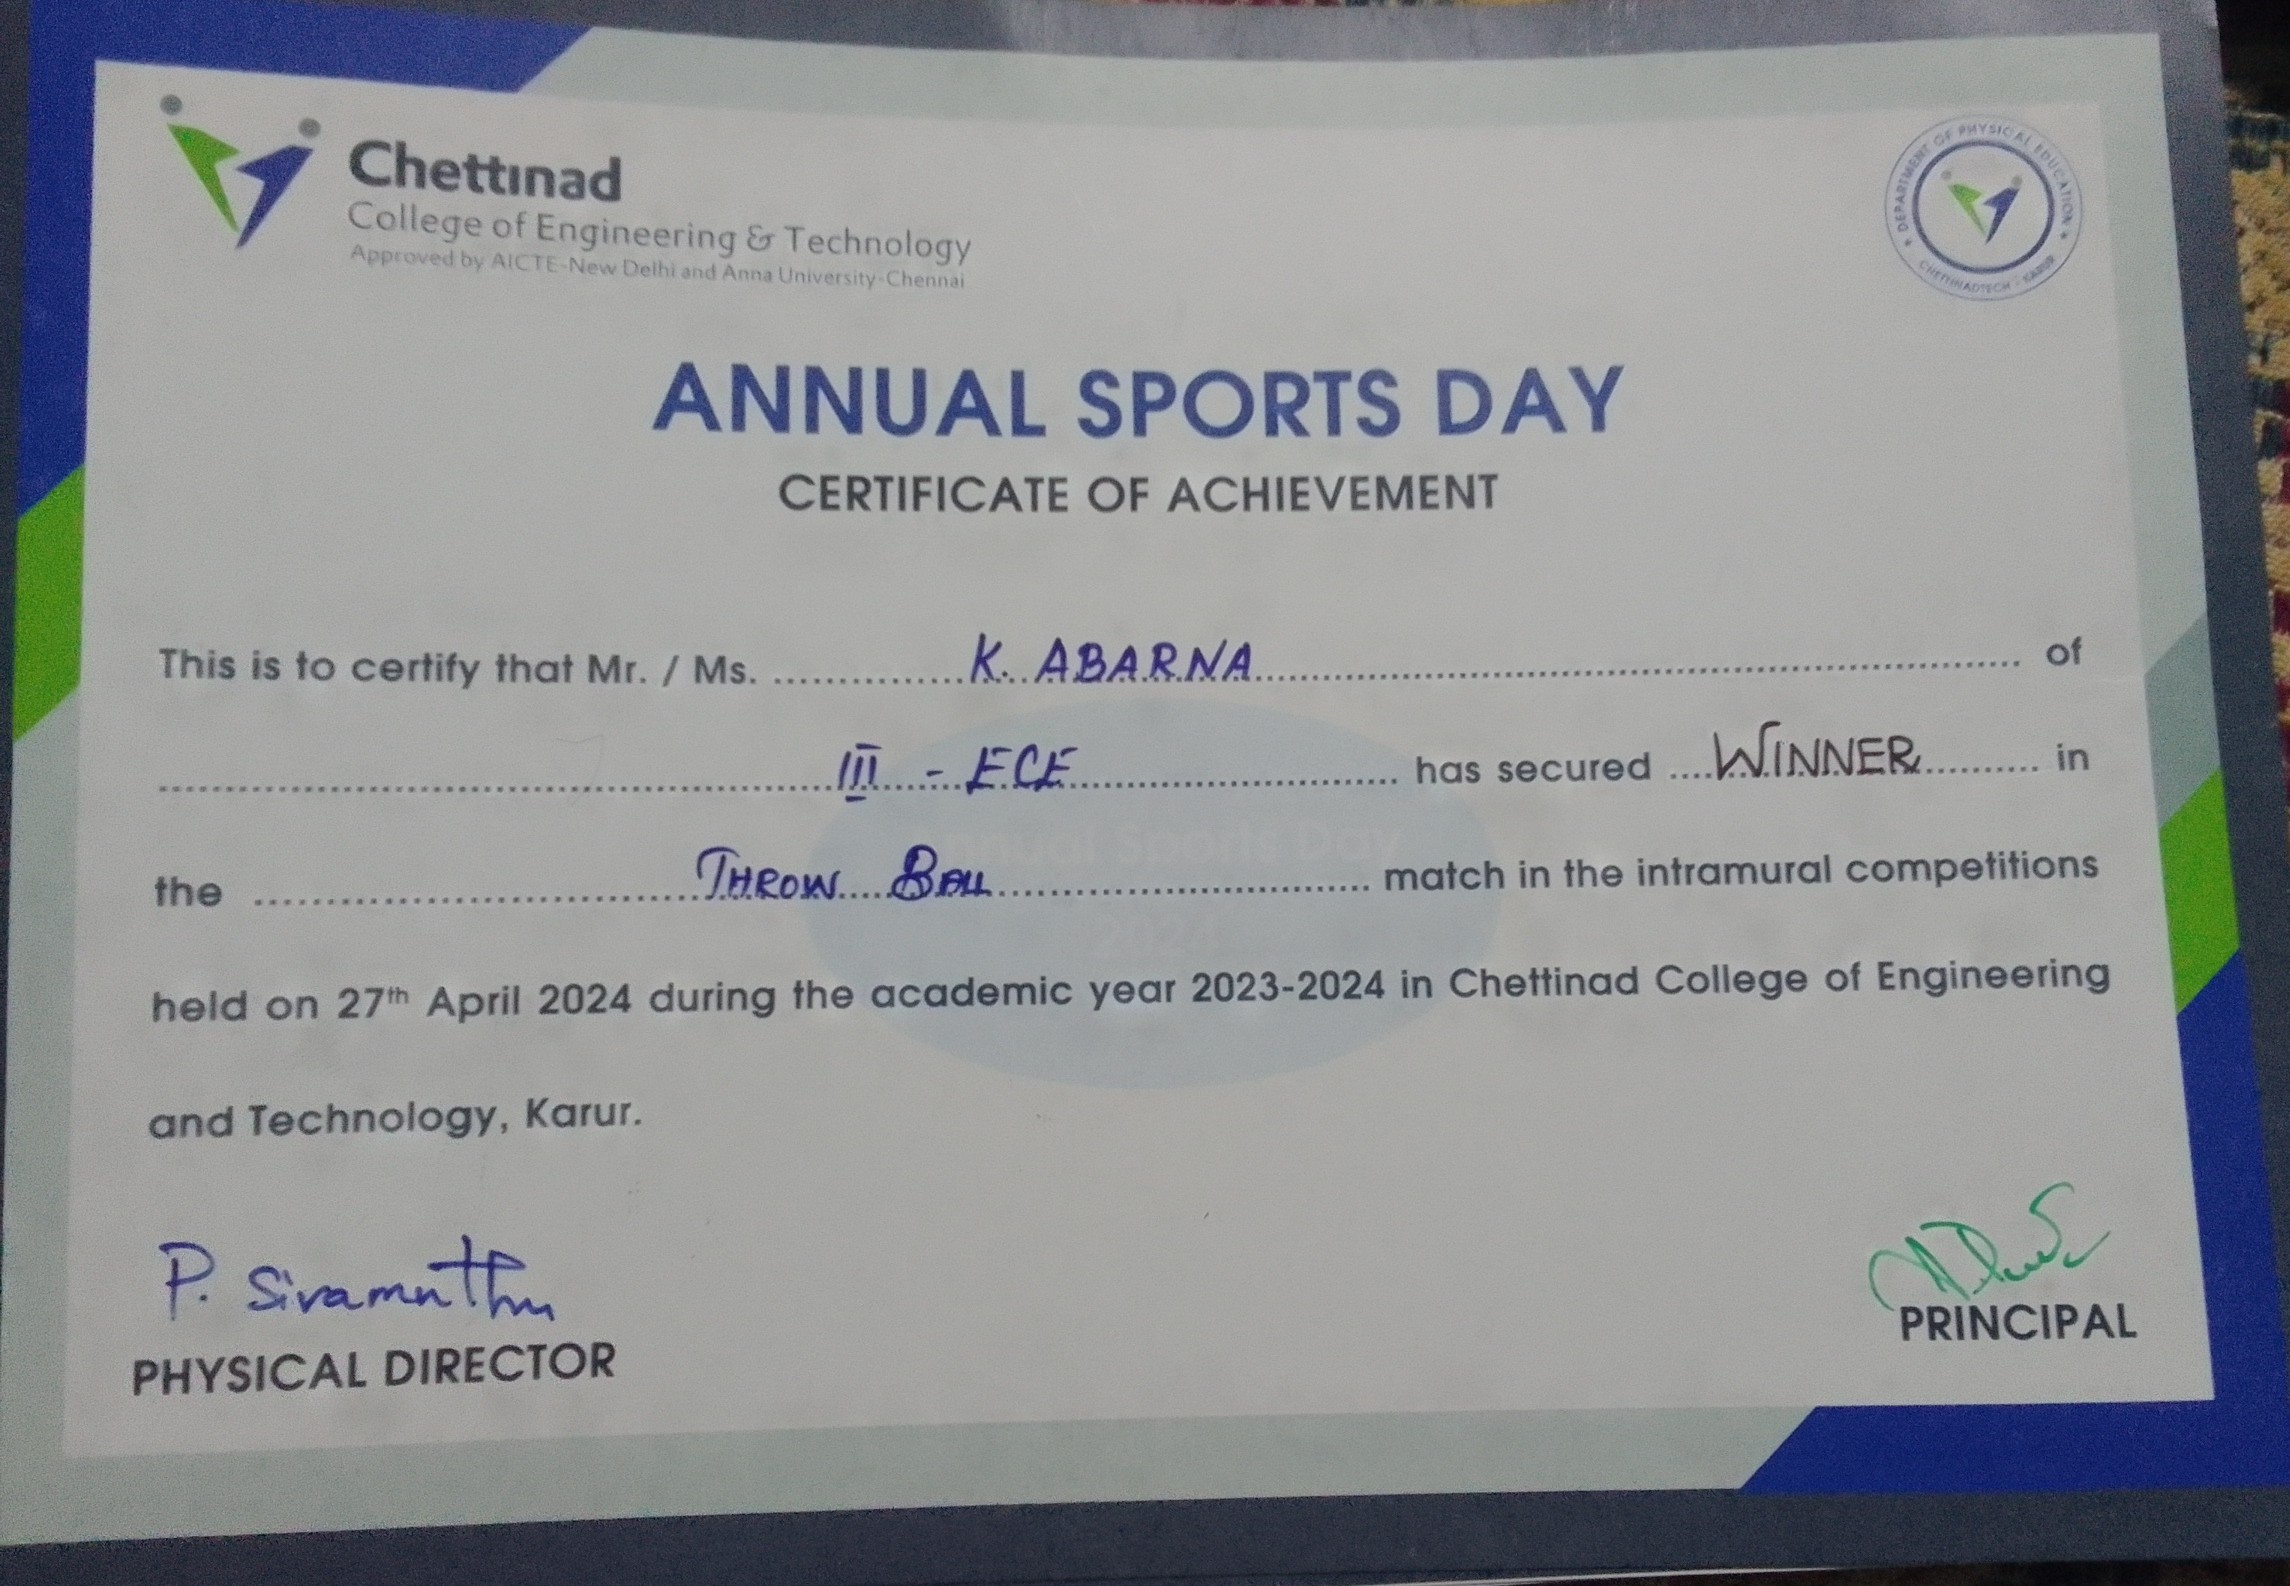 Chettinad
College of Engineering & Technology
Approved by AICTE-New Delhi and Anna University-Chennai
DEPARTMENT OF PHYSICAL EDUCATION
CHETTINADTECH - KARUR
ANNUAL SPORTS DAY
CERTIFICATE OF ACHIEVEMENT
This is to certify that Mr. / Ms. K. ABARNA of
III - ECE has secured WINNER in
the THROW BALL match in the intramural competitions
Annual Sports Day
2024
held on 27th April 2024 during the academic year 2023-2024 in Chettinad College of Engineering
and Technology, Karur.
P. Sivamuthu
PHYSICAL DIRECTOR
PRINCIPAL